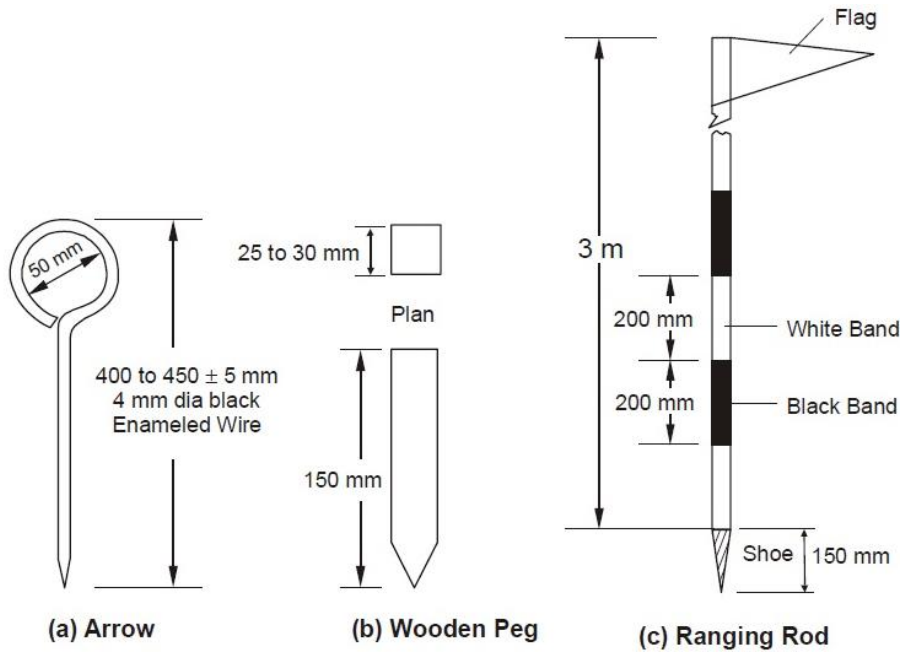 Flag
50 mm
400 to 450 ± 5 mm
4 mm dia black
Enameled Wire
25 to 30 mm
Plan
150 mm
3 m
200 mm
White Band
200 mm
Black Band
Shoe
150 mm
(a) Arrow
(b) Wooden Peg
(c) Ranging Rod